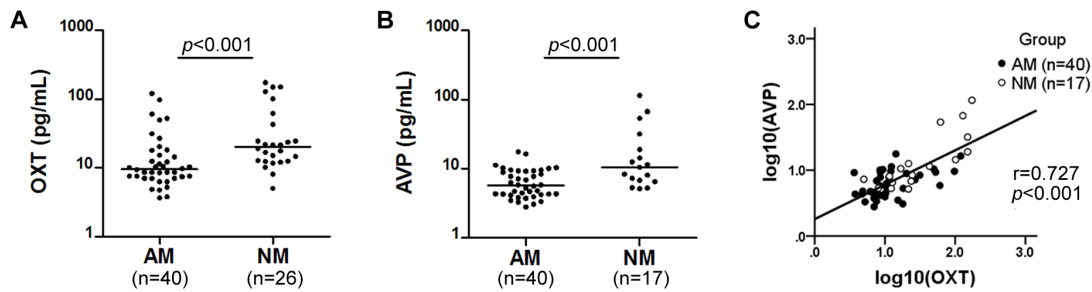 A
OXT (pg/mL)
1000
100
10
1
p<0.001
AM
(n=40)
NM
(n=26)
B
AVP (pg/mL)
1000
100
10
1
p<0.001
AM
(n=40)
NM
(n=17)
C
log10(AVP)
3.0
2.0
1.0
.0
Group
AM (n=40)
NM (n=17)
r=0.727
p<0.001
.0
1.0
2.0
3.0
log10(OXT)